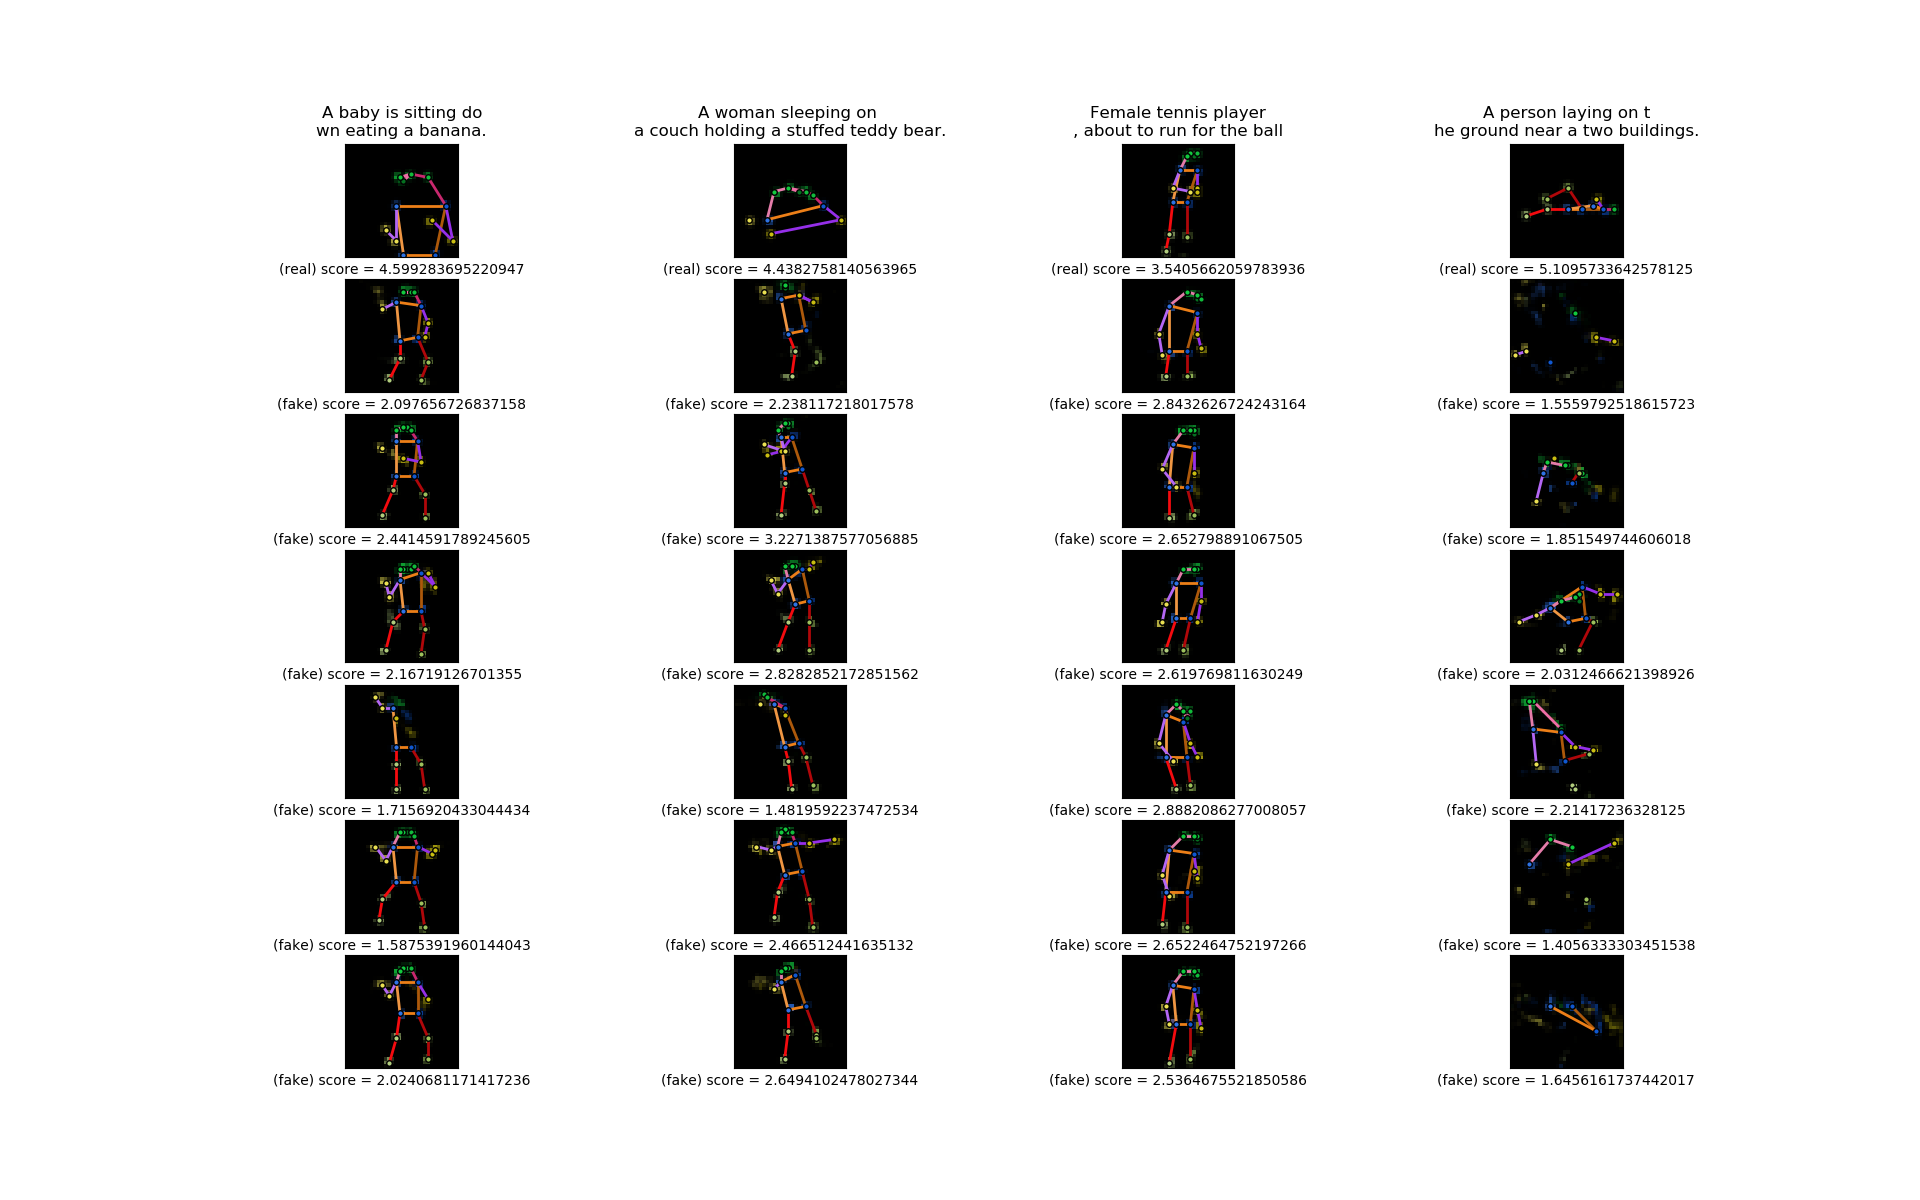 A baby is sitting do
wn eating a banana.
A woman sleeping on
a couch holding a stuffed teddy bear.
Female tennis player
, about to run for the ball
A person laying on t
he ground near a two buildings.
(real) score = 4.599283695220947
(real) score = 4.4382758140563965
(real) score = 3.5405662059783936
(real) score = 5.1095733642578125
(fake) score = 2.097656726837158
(fake) score = 2.238117218017578
(fake) score = 2.8432626724243164
(fake) score = 1.5559792518615723
(fake) score = 2.4414591789245605
(fake) score = 3.2271387577056885
(fake) score = 2.652798891067505
(fake) score = 1.851549744606018
(fake) score = 2.16719126701355
(fake) score = 2.8282852172851562
(fake) score = 2.619769811630249
(fake) score = 2.0312466621398926
(fake) score = 1.7156920433044434
(fake) score = 1.4819592237472534
(fake) score = 2.8882086277008057
(fake) score = 2.21417236328125
(fake) score = 1.5875391960144043
(fake) score = 2.466512441635132
(fake) score = 2.6522464752197266
(fake) score = 1.4056333303451538
(fake) score = 2.0240681171417236
(fake) score = 2.6494102478027344
(fake) score = 2.5364675521850586
(fake) score = 1.6456161737442017